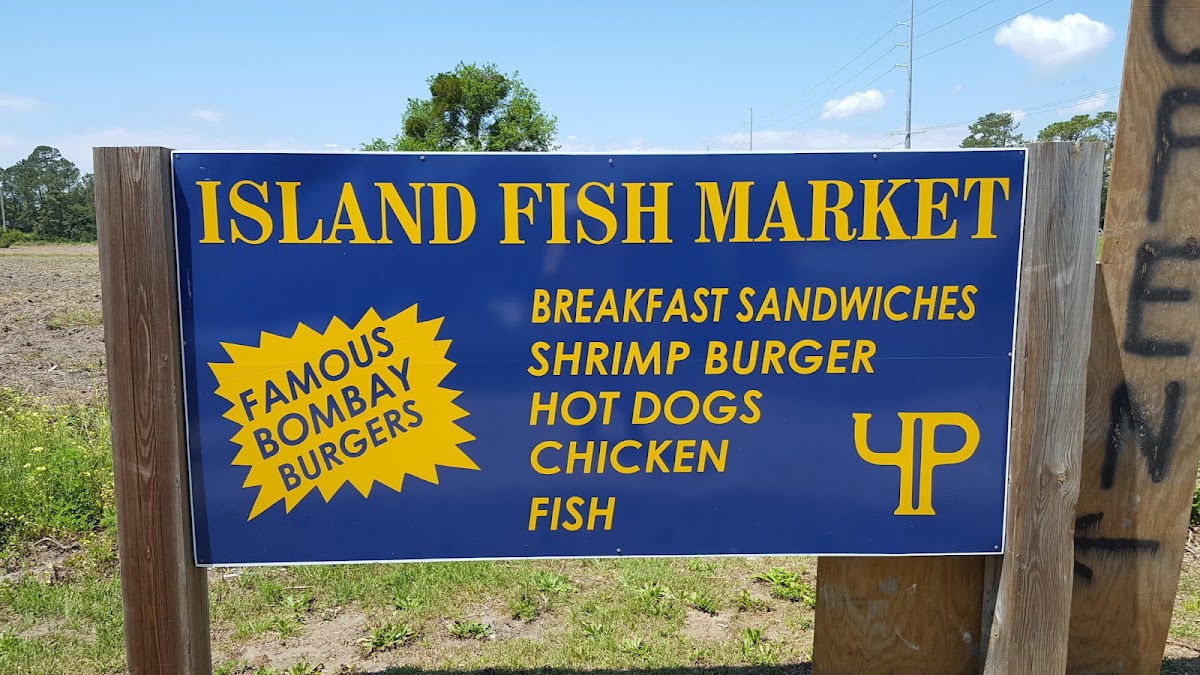 ISLAND FISH MARKET
FAMOUS
BOMBAY
BURGERS
BREAKFAST SANDWICHES
SHRIMP BURGER
HOT DOGS
CHICKEN
FISH
YP